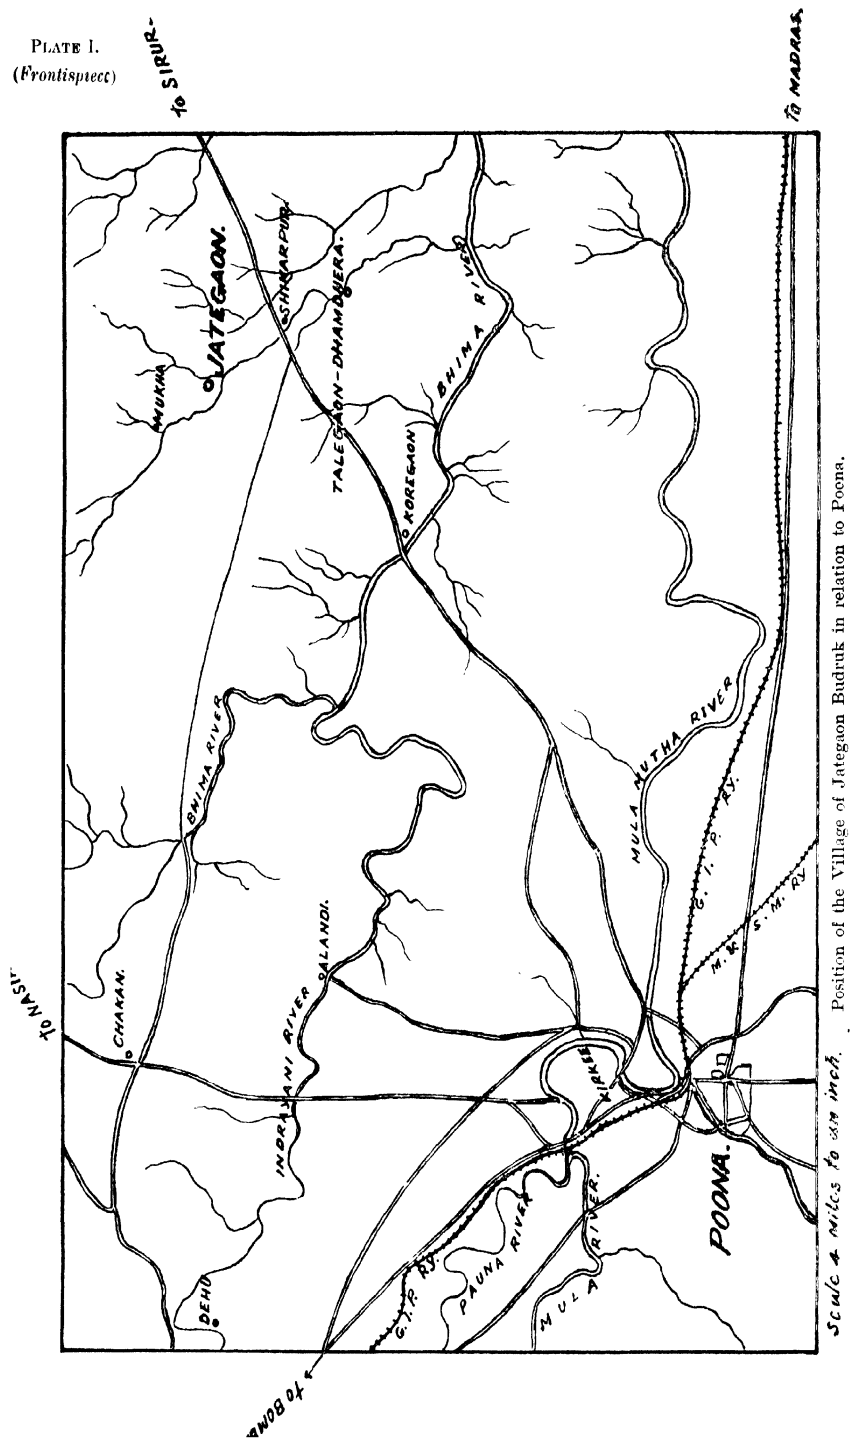 PLATE I.
(Frontispiece)
to SIRUR-
to MADRAS.
JATEGAON.
SHIKARPUR.
TALEGAON-DHAMDHERA.
MUKHA
BHIMA RIVER
KOREGAON
BHIMA RIVER
MULA MUTHA RIVER
G. I. P. RY.
M. & S. M. RY
ALANDI.
INDRAYANI RIVER
CHAKAN.
to NASI
KIRKEE
POONA.
DEHU
G.I.P. RY.
PAUNA RIVER
MULA RIVER.
to BOMBA
Scale 4 miles to an inch.
Position of the Village of Jategaon Budruk in relation to Poona.